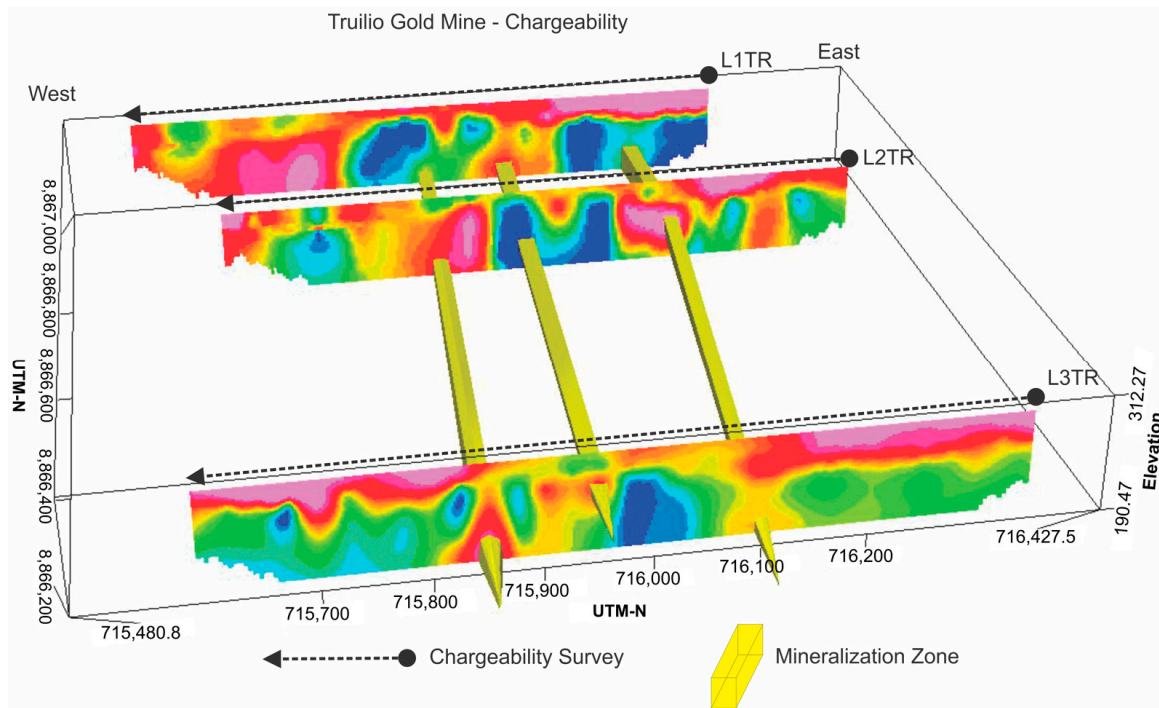 Truilio Gold Mine - Chargeability
East
L1TR
West
L2TR
8,867,000
8,866,800
UTM-N
8,866,600
L3TR
312.27
Elevation
8,866,400
190.47
8,866,200
716,427.5
716,200
716,100
716,000
715,900
715,800
715,700
UTM-N
715,480.8
Chargeability Survey
Mineralization Zone